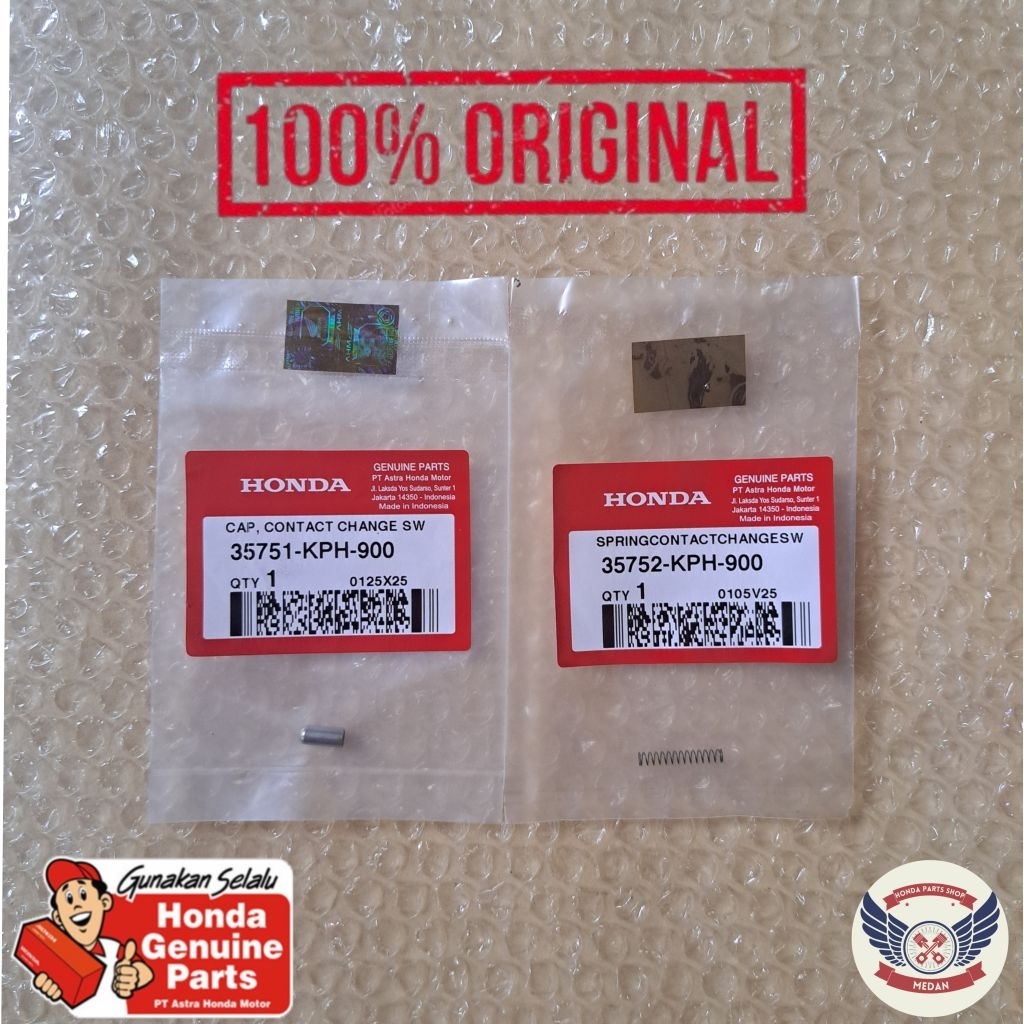 100% ORIGINAL
AHM
HONDA
GENUINE PARTS
PT Astra Honda Motor
Jl. Laksda Yos Sudarso, Sunter 1
Jakarta 14350 - Indonesia
Made in Indonesia
CAP, CONTACT CHANGE SW
35751-KPH-900
QTY 1 0125X25
HONDA
GENUINE PARTS
PT Astra Honda Motor
Jl. Laksda Yos Sudarso, Sunter 1
Jakarta 14350 - Indonesia
Made in Indonesia
SPRINGCONTACTCHANGESW
35752-KPH-900
QTY 1 0105V25
Gunakan Selalu
Honda
Genuine
Parts
PT Astra Honda Motor
HONDA
HONDA PARTS SHOP
MEDAN